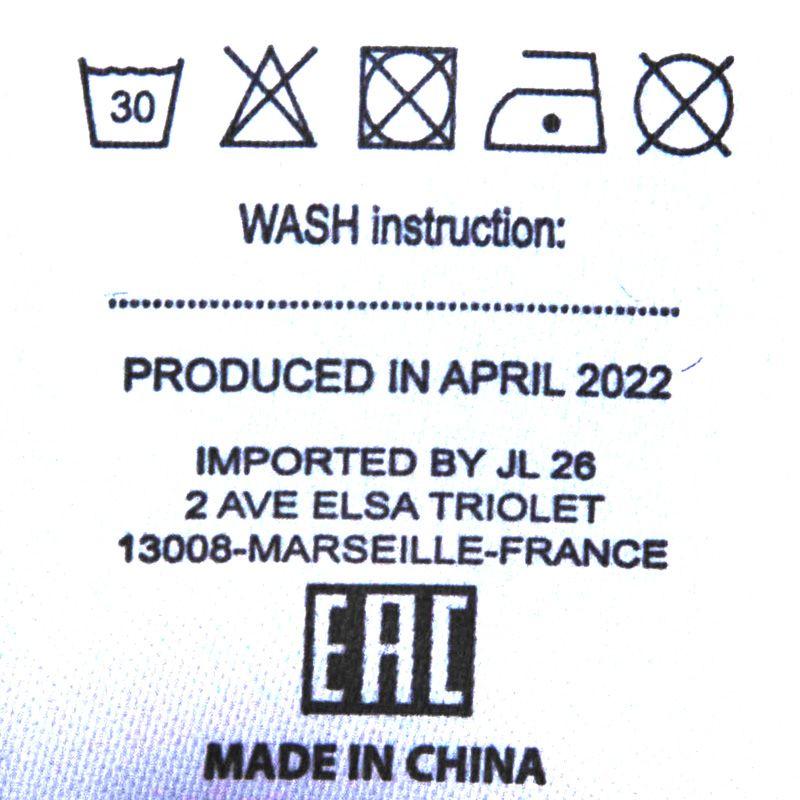 30
WASH instruction:
PRODUCED IN APRIL 2022
IMPORTED BY JL 26
2 AVE ELSA TRIOLET
13008-MARSEILLE-FRANCE
EAC
MADE IN CHINA